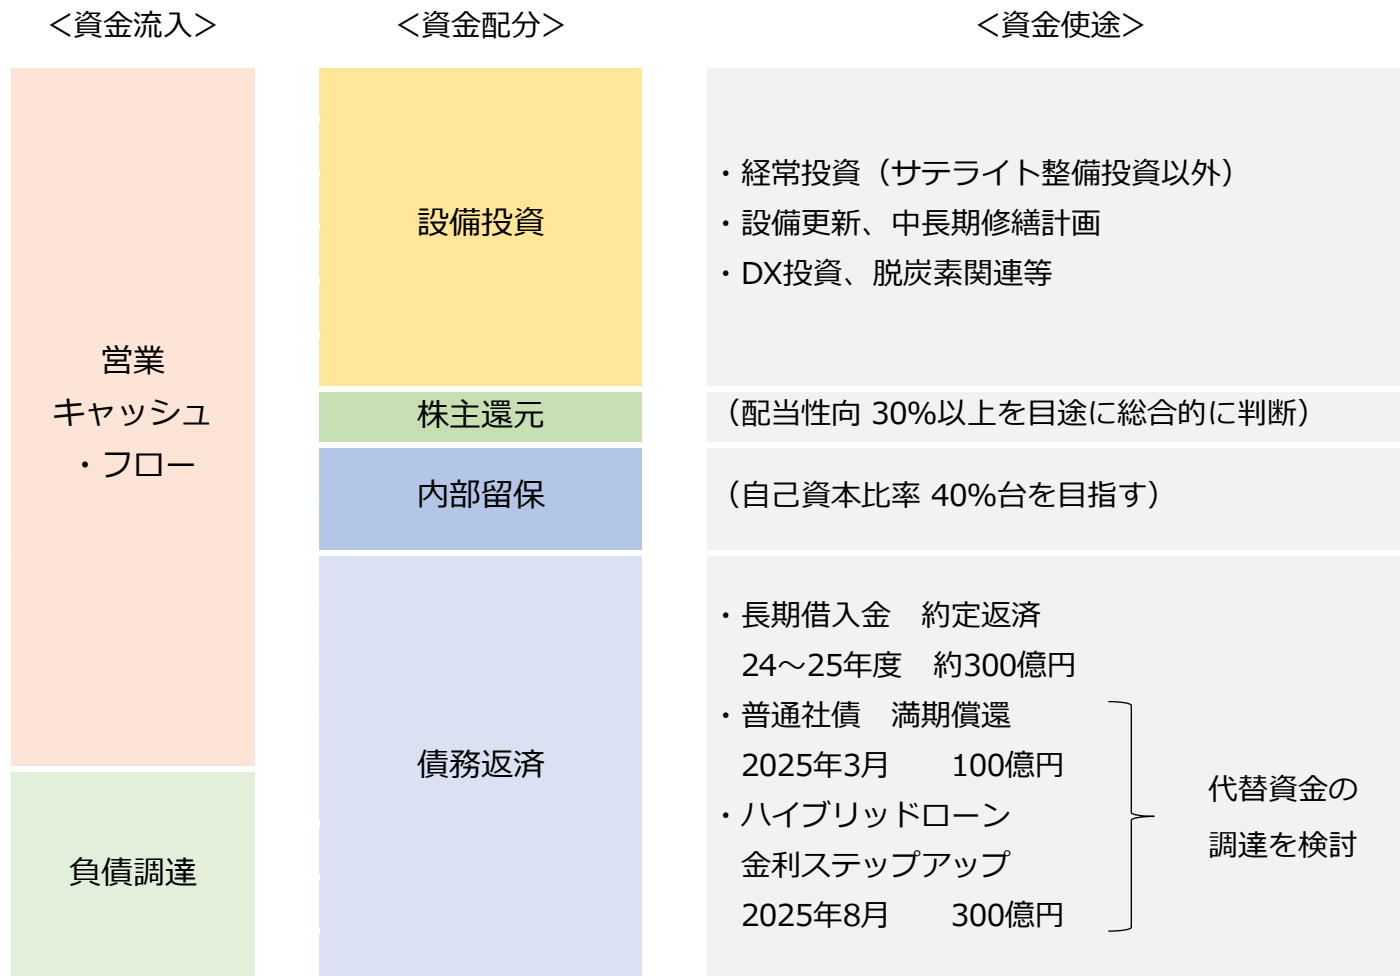 ＜資金流入＞
＜資金配分＞
＜資金使途＞
営業
キャッシュ
・フロー
負債調達
設備投資
株主還元
内部留保
債務返済
・経常投資（サテライト整備投資以外）
・設備更新、中長期修繕計画
・DX投資、脱炭素関連等
（配当性向 30%以上を目途に総合的に判断）
（自己資本比率 40%台を目指す）
・長期借入金　約定返済
24～25年度　約300億円
・普通社債　満期償還
2025年3月　　100億円
・ハイブリッドローン
金利ステップアップ
2025年8月　　300億円
代替資金の
調達を検討